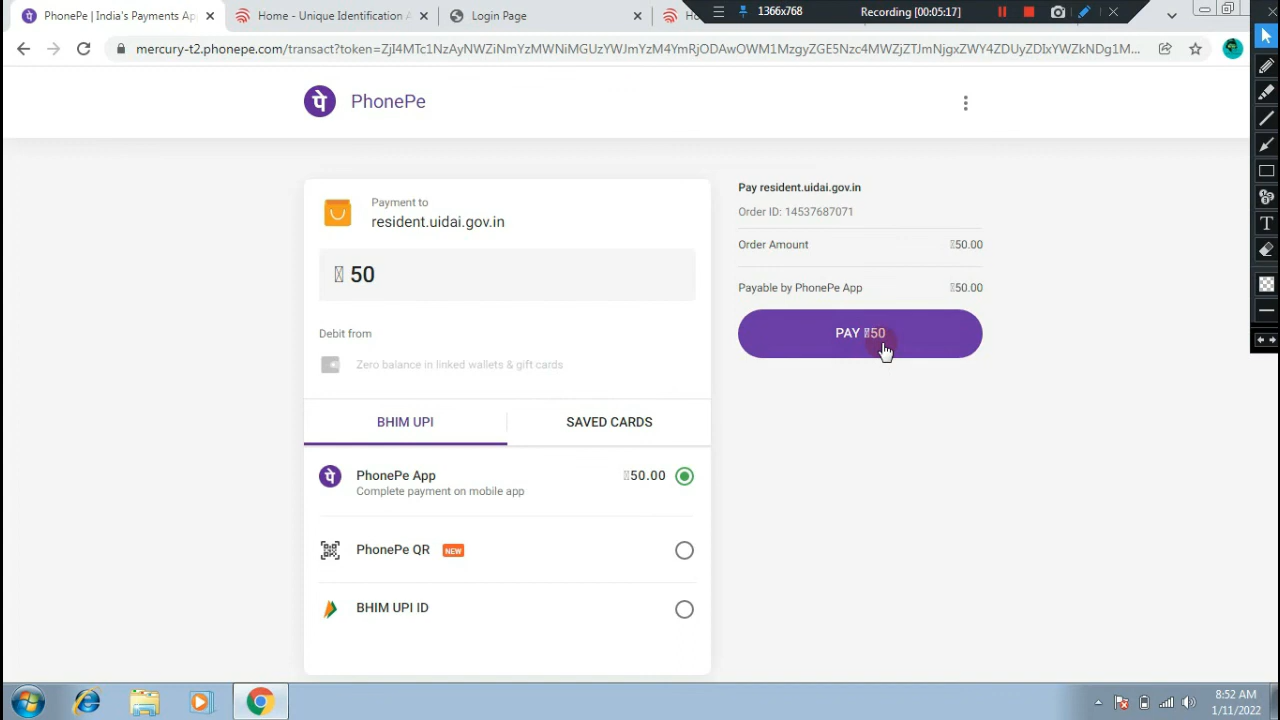 PhonePe | India's Payments Ap
Home - Unique Identification A
Login Page
Ho
1366x768
Recording [00:05:17]
mercury-t2.phonepe.com/transact?token=ZjI4MTc1NzAyNWZiNmYzMWNiMGUzYWJmYzM4YmRjODAwOWM1MzgyZGE5Nzc4MWZjZTJmNjgxZWY4ZDUyZDIxYWZkNDg1M...
पे PhonePe
Payment to
resident.uidai.gov.in
50
Debit from
Zero balance in linked wallets & gift cards
BHIM UPI
SAVED CARDS
पे PhonePe App 50.00
Complete payment on mobile app
PhonePe QR NEW
BHIM UPI ID
Pay resident.uidai.gov.in
Order ID: 14537687071
Order Amount 50.00
Payable by PhonePe App 50.00
PAY 50
T
8:52 AM
1/11/2022